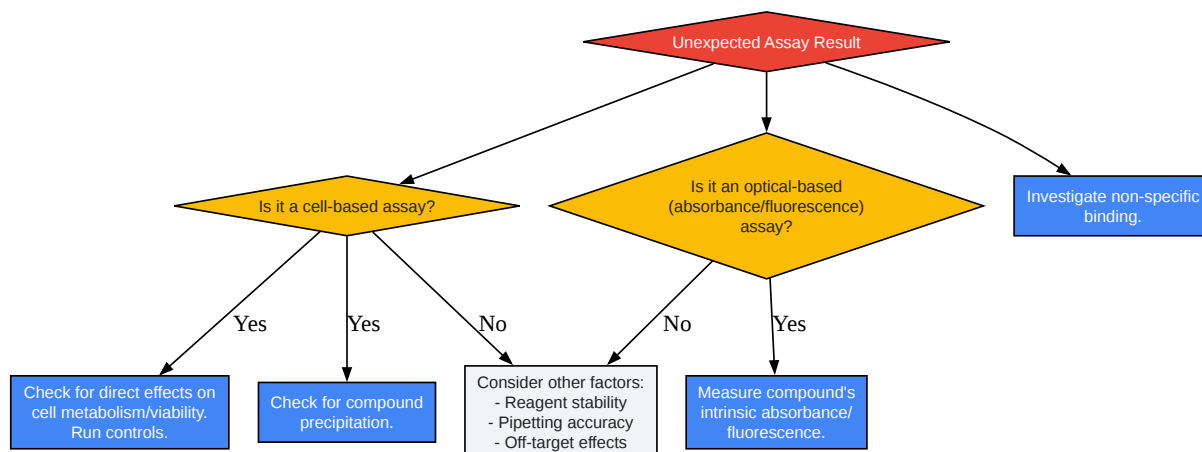 Unexpected Assay Result
Is it a cell-based assay?
Is it an optical-based
(absorbance/fluorescence)
assay?
Investigate non-specific
binding.
Yes
Yes
No
No
Yes
Check for direct effects on
cell metabolism/viability.
Run controls.
Check for compound
precipitation.
Consider other factors:
- Reagent stability
- Pipetting accuracy
- Off-target effects
Measure compound's
intrinsic absorbance/
fluorescence.